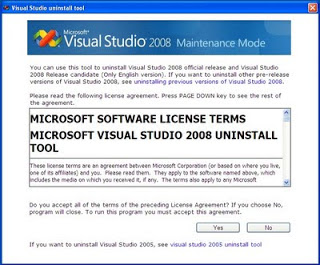 Visual Studio uninstall tool
Microsoft
Visual Studio 2008 Maintenance Mode
You can use this tool to uninstall Visual Studio 2008 official release and Visual Studio
2008 Release candidate (Only English version). If you want to uninstall other pre-release
versions of Visual Studio 2008, see uninstalling previous versions of Visual Studio 2008.
Please read the following license agreement. Press PAGE DOWN key to see the rest of
the agreement.
MICROSOFT SOFTWARE LICENSE TERMS
MICROSOFT VISUAL STUDIO 2008 UNINSTALL
TOOL
These license terms are an agreement between Microsoft Corporation (or based on where you live,
one of its affiliates) and you. Please read them. They apply to the software named above, which
includes the media on which you received it, if any. The terms also apply to any Microsoft
Do you accept all of the terms of the preceding License Agreement? If you choose No,
program will close. To run this program you must accept this agreement.
Yes
No
If you want to uninstall Visual Studio 2005, see visual studio 2005 uninstall tool